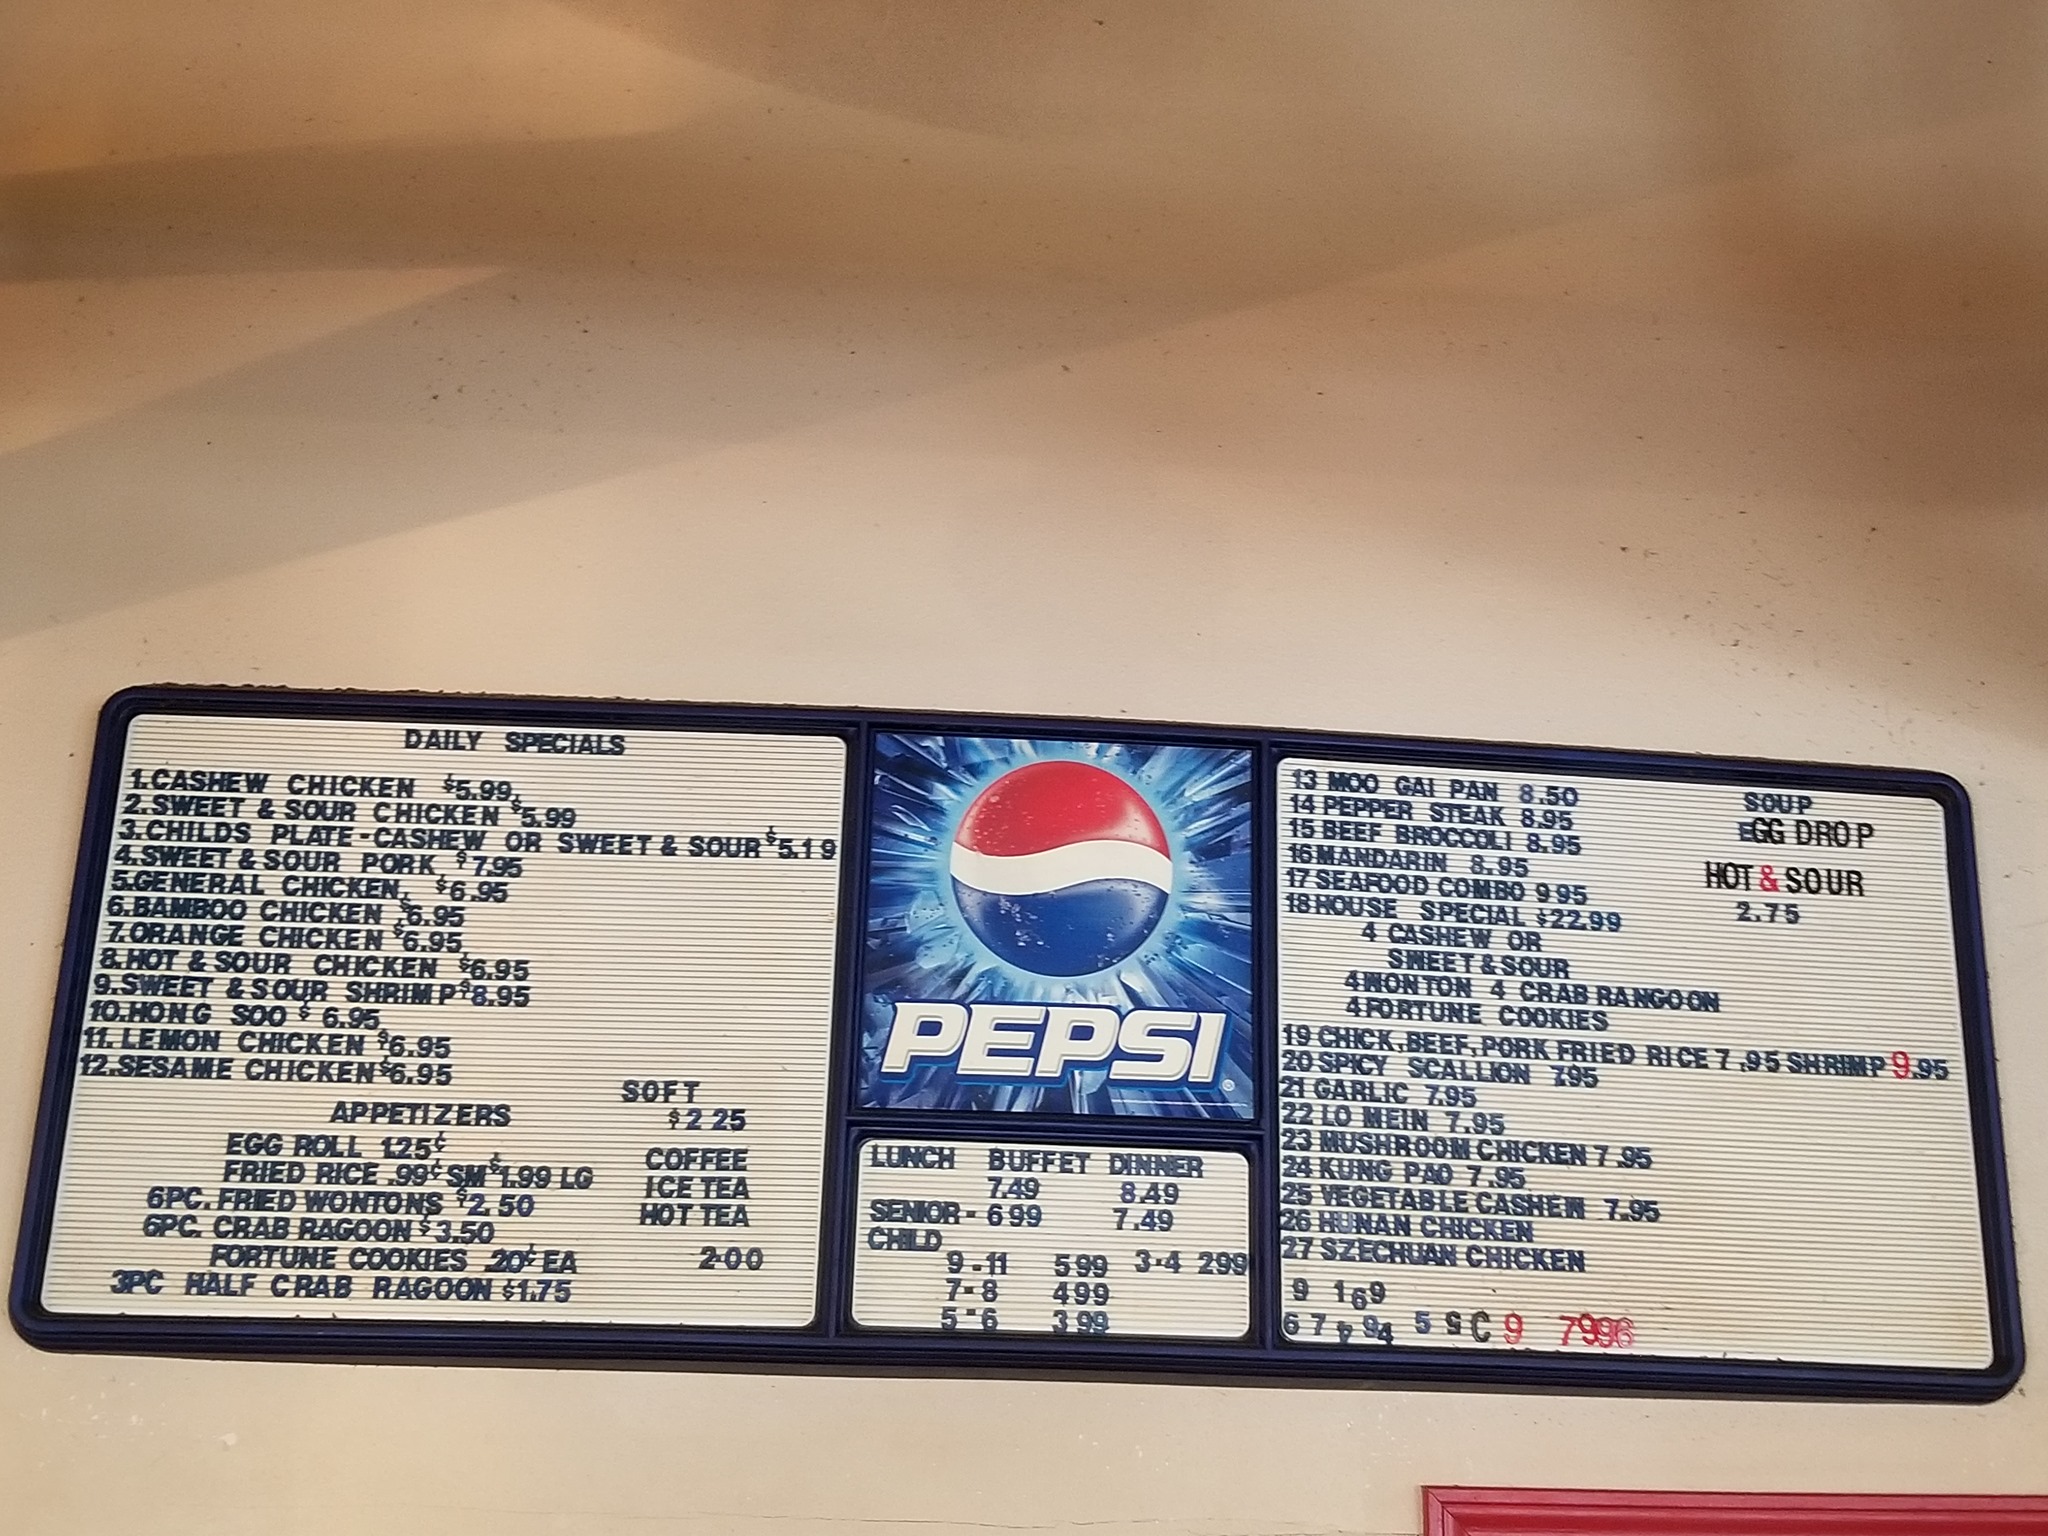 DAILY SPECIALS
1.CASHEW CHICKEN $5.99
2.SWEET & SOUR CHICKEN $5.99
3.CHILDS PLATE-CASHEW OR SWEET & SOUR $5.19
4.SWEET & SOUR PORK $7.95
5.GENERAL CHICKEN $6.95
6.BAMBOO CHICKEN $6.95
7.ORANGE CHICKEN $6.95
8.HOT & SOUR CHICKEN $6.95
9.SWEET & SOUR SHRIMP $8.95
10.HONG SOO $6.95
11. LEMON CHICKEN $6.95
12.SESAME CHICKEN $6.95
APPETIZERS
EGG ROLL 1.25¢
FRIED RICE .99¢ SM $1.99 LG
6PC. FRIED WONTONS $2.50
6PC. CRAB RAGOON $3.50
FORTUNE COOKIES .20¢ EA
3PC HALF CRAB RAGOON $1.75
SOFT
$2 25
COFFEE
ICE TEA
HOT TEA
2-00
PEPSI
LUNCH BUFFET DINNER
7.49 8.49
SENIOR - 6 99 7.49
CHILD
9-11 5 99 3-4 299
7-8 499
5-6 3 99
13 MOO GAI PAN 8.50
14 PEPPER STEAK 8.95
15 BEEF BROCCOLI 8.95
16 MANDARIN 8.95
17 SEAFOOD COMBO 9 95
18 HOUSE SPECIAL $22.99
4 CASHEW OR
SWEET & SOUR
4 WONTON 4 CRAB RANGOON
4 FORTUNE COOKIES
19 CHICK,BEEF,PORK FRIED RICE 7.95 SHRIMP 9.95
20 SPICY SCALLION 7.95
21 GARLIC 7.95
22 LO MEIN 7.95
23 MUSHROOM CHICKEN 7.95
24 KUNG PAO 7.95
25 VEGETABLE CASHEW 7.95
26 HUNAN CHICKEN
27 SZECHUAN CHICKEN
9 169
6 7 9 4 5 9 C 9 7996
SOUP
EGG DROP
HOT & SOUR
2.75